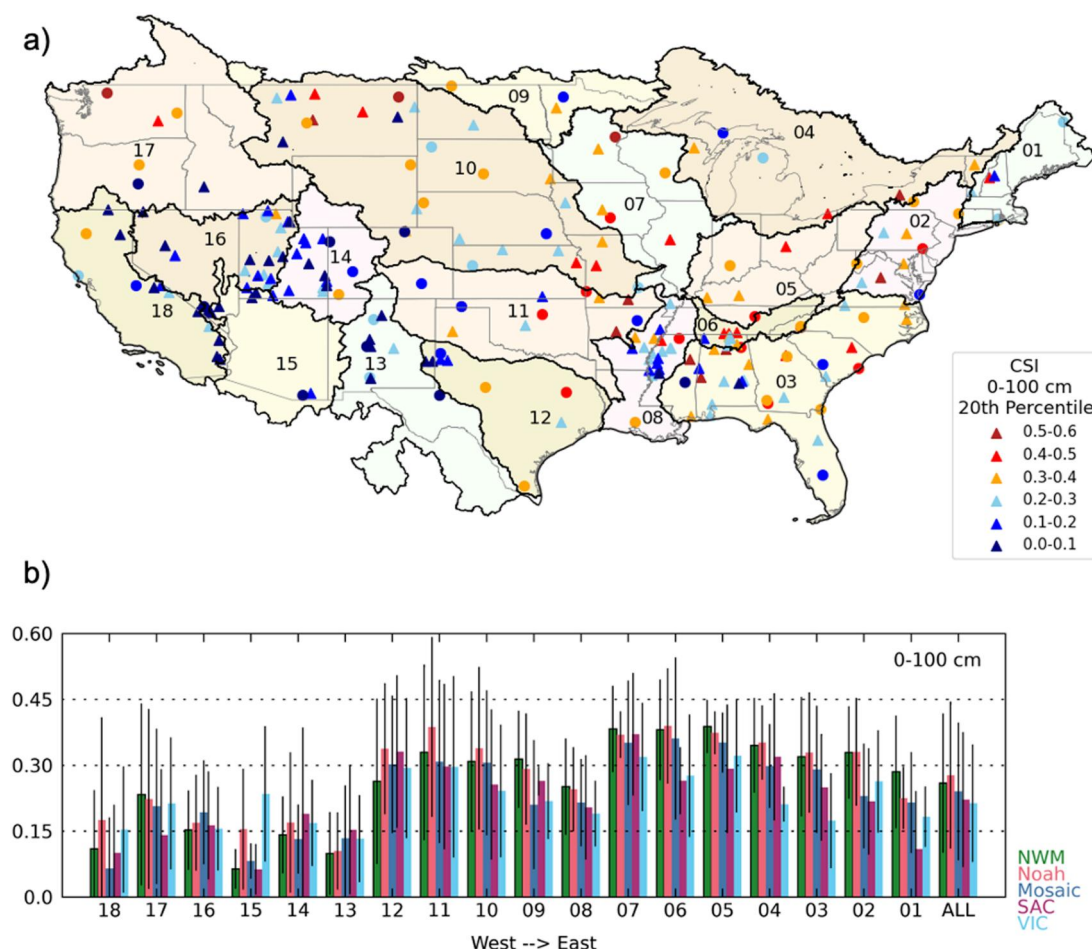 a)
09
04
01
17
10
07
02
16
14
05
18
11
06
15
13
03
12
08
CSI
0-100 cm
20th Percentile
0.5-0.6
0.4-0.5
0.3-0.4
0.2-0.3
0.1-0.2
0.0-0.1
b)
0.60
0-100 cm
0.45
0.30
0.15
0.0
18 17 16 15 14 13 12 11 10 09 08 07 06 05 04 03 02 01 ALL
West --> East
NWM
Noah
Mosaic
SAC
VIC